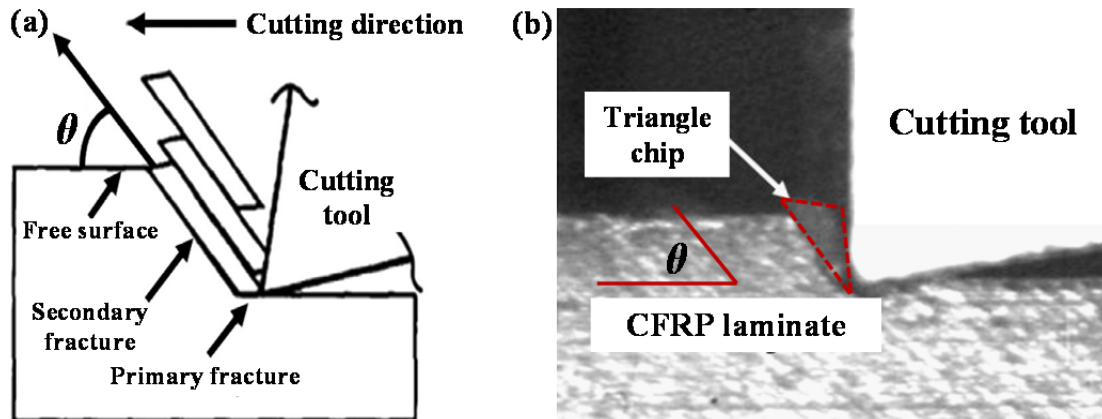 (a)
Cutting direction
θ
Cutting
tool
Free surface
Secondary
fracture
Primary fracture
(b)
Triangle
chip
Cutting tool
θ
CFRP laminate